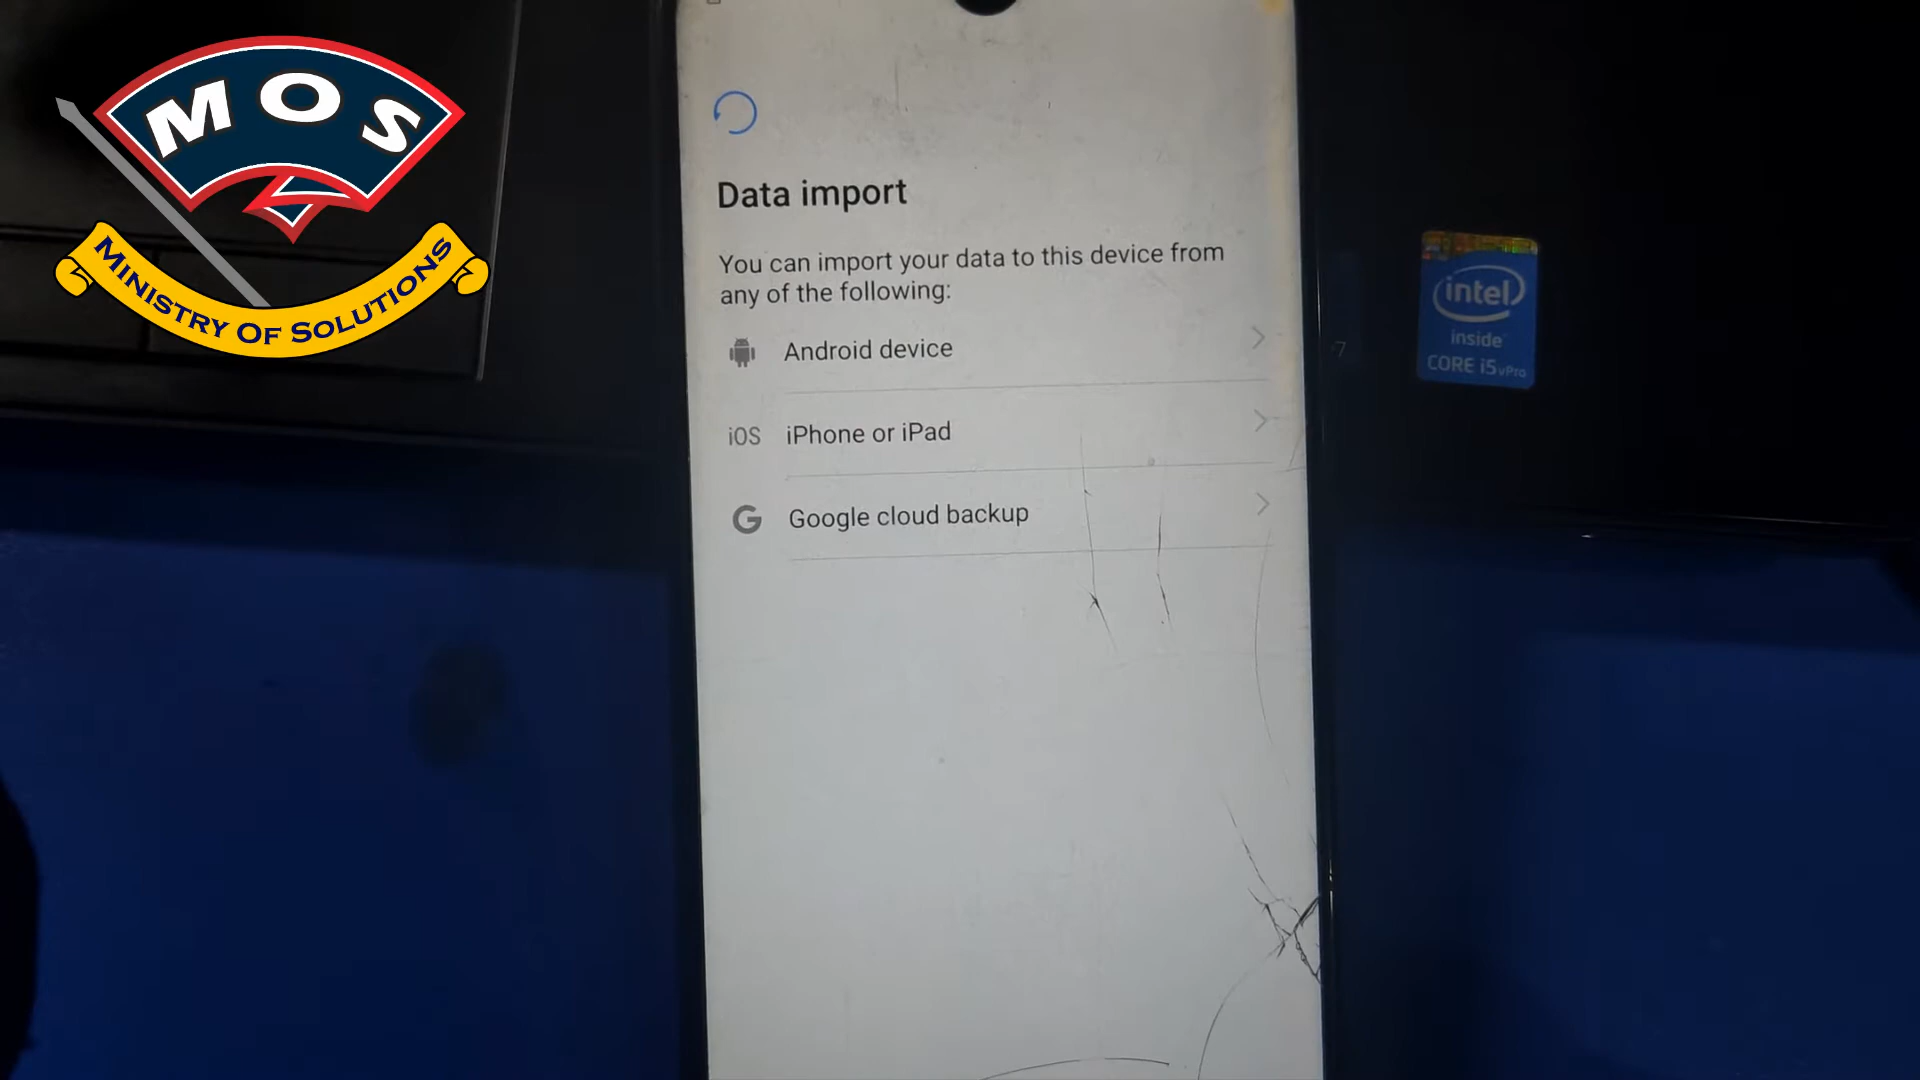 MOS
MINISTRY OF SOLUTIONS
Data import
You can import your data to this device from
any of the following:
Android device
iOS iPhone or iPad
G Google cloud backup
intel
inside
CORE i5 vPro